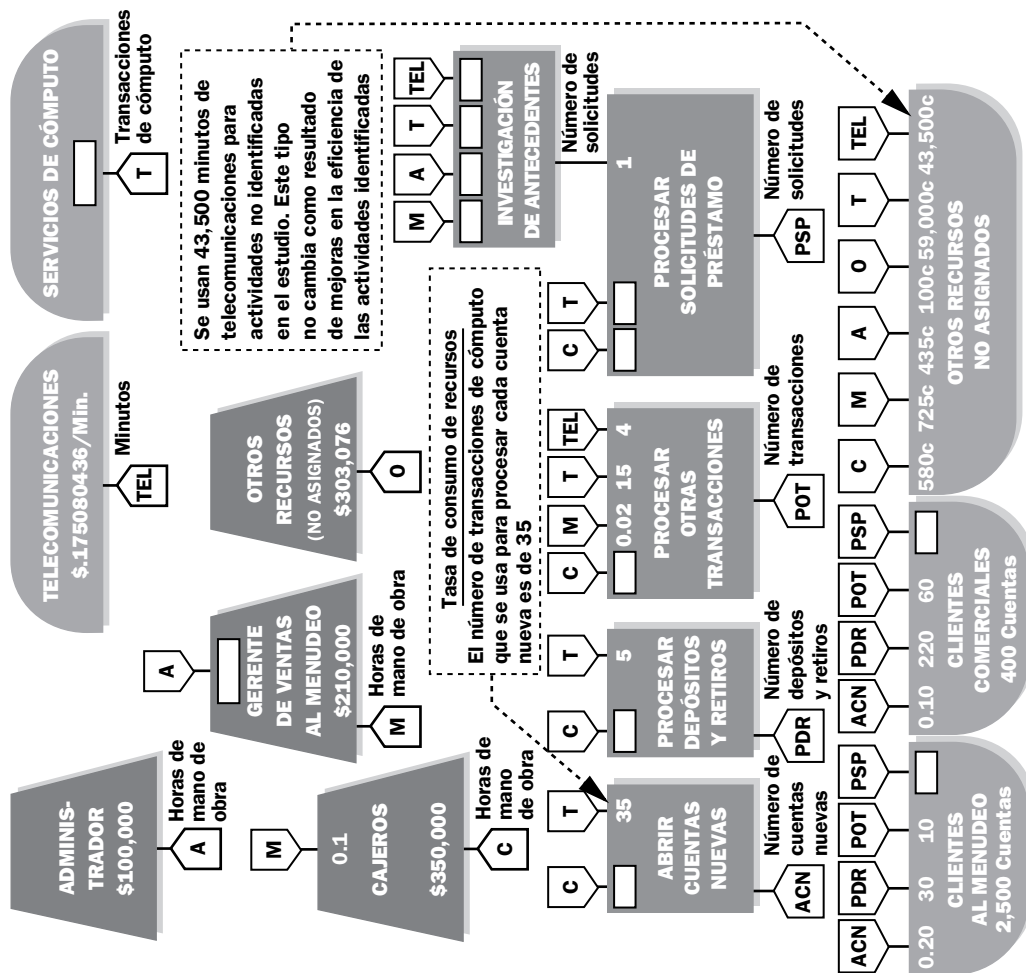 ADMINIS-
TRADOR
$100,000
Horas de
mano de
obra
A
TELECOMUNICACIONES
$.175080436/Min.
Minutos
TEL
SERVICIOS DE CÓMPUTO
Transacciones
de cómputo
T
A
GERENTE
DE VENTAS
AL MENUDEO
$210,000
Horas de
mano de obra
M
OTROS
RECURSOS
(NO ASIGNADOS)
$303,076
O
Se usan 43,500 minutos de
telecomunicaciones para
actividades no identificadas
en el estudio. Este tipo
no cambia como resultado
de mejoras en la eficiencia de
las actividades identificadas
M
0.1
CAJEROS
$350,000
Horas de
mano
de obra
C
Tasa de consumo de recursos
El número de transacciones de cómputo
que se usa para procesar cada cuenta
nueva es de 35
M A T TEL
INVESTIGACIÓN
DE ANTECEDENTES
Número de
solicitudes
C T
35
ABRIR
CUENTAS
NUEVAS
Número de
cuentas
nuevas
ACN
C T
5
PROCESAR
DEPÓSITOS
Y RETIROS
Número de
depósitos
y retiros
PDR
C M T TEL
0.02 15 4
PROCESAR
OTRAS
TRANSACCIONES
Número de
transacciones
POT
C T
1
PROCESAR
SOLICITUDES DE
PRÉSTAMO
Número de
solicitudes
PSP
ACN PDR POT PSP
0.20 30 10
CLIENTES
AL MENUDEO
2,500 Cuentas
ACN PDR POT PSP
0.10 220 60
CLIENTES
COMERCIALES
400 Cuentas
C M A O T TEL
580c 725c 435c 100c 59,000c 43,500c
OTROS RECURSOS
NO ASIGNADOS